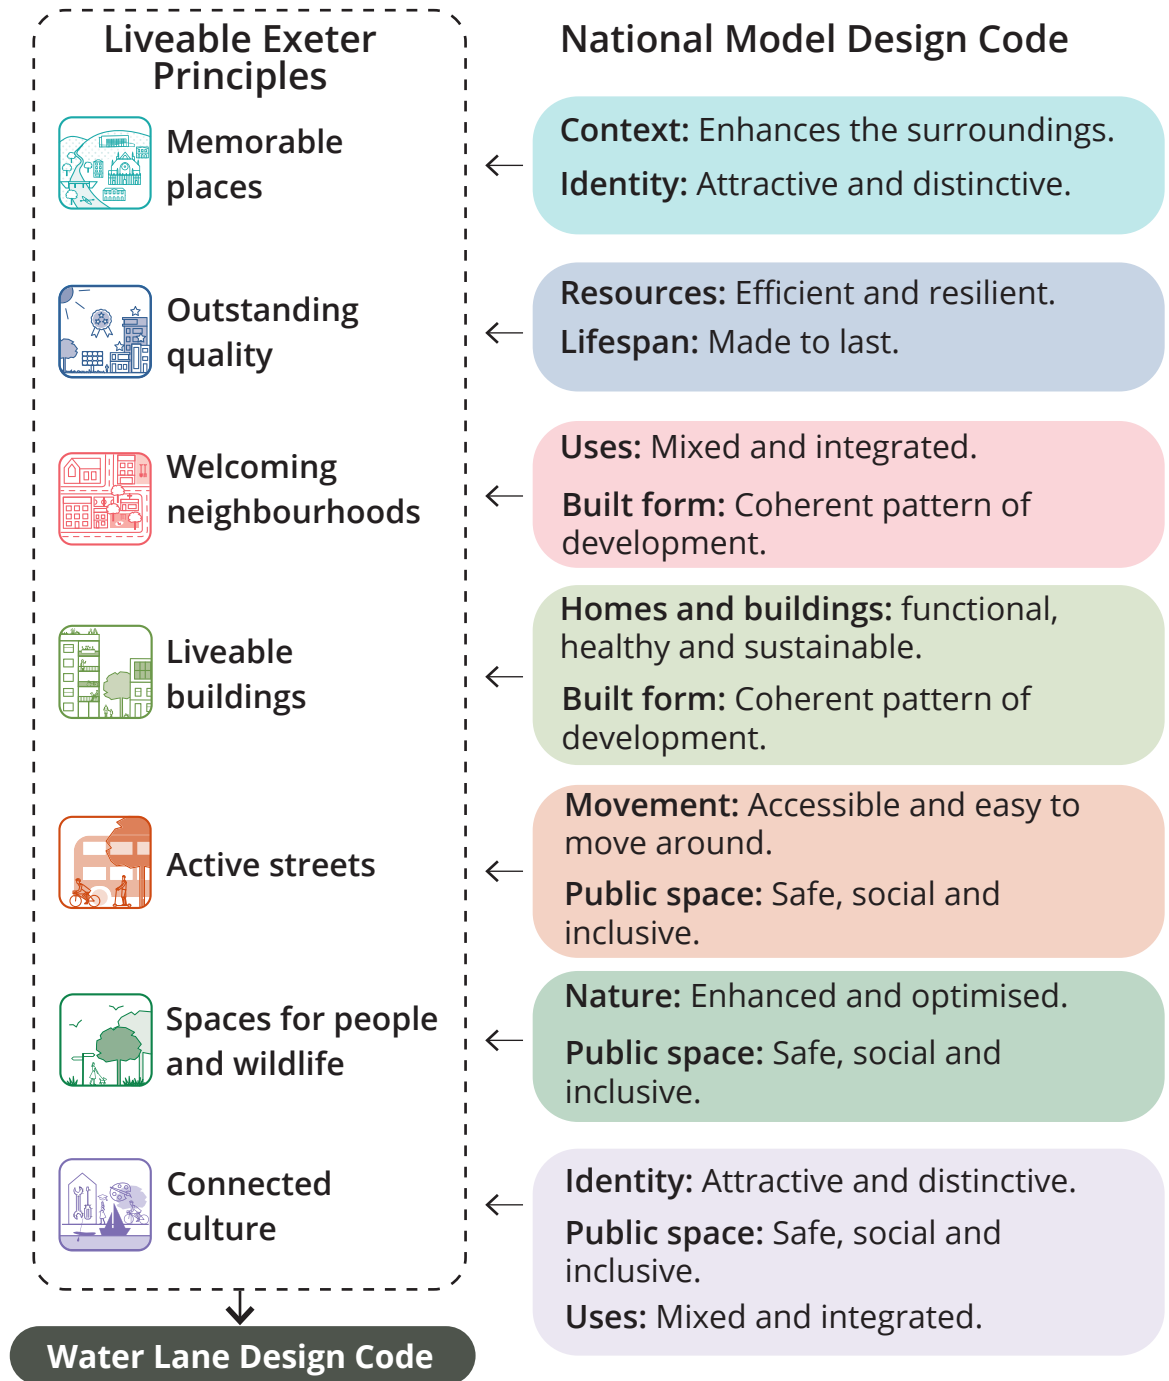 Liveable Exeter
Principles
National Model Design Code
Memorable
places
Context: Enhances the surroundings.
Identity: Attractive and distinctive.
Outstanding
quality
Resources: Efficient and resilient.
Lifespan: Made to last.
Welcoming
neighbourhoods
Uses: Mixed and integrated.
Built form: Coherent pattern of
development.
Liveable
buildings
Homes and buildings: functional,
healthy and sustainable.
Built form: Coherent pattern of
development.
Active streets
Movement: Accessible and easy to
move around.
Public space: Safe, social and
inclusive.
Spaces for people
and wildlife
Nature: Enhanced and optimised.
Public space: Safe, social and
inclusive.
Connected
culture
Identity: Attractive and distinctive.
Public space: Safe, social and
inclusive.
Uses: Mixed and integrated.
Water Lane Design Code